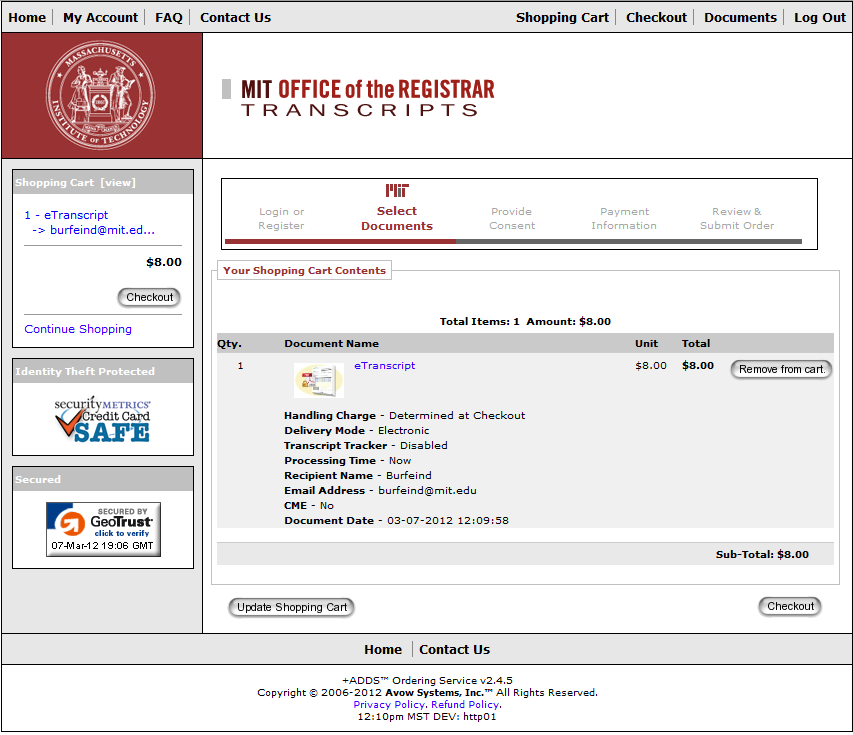 Home My Account FAQ Contact Us Shopping Cart Checkout Documents Log Out
MASSACHUSETTS
INSTITUTE OF TECHNOLOGY
MIT OFFICE of the REGISTRAR
TRANSCRIPTS
Shopping Cart [view]
1 - eTranscript
-> burfeind@mit.ed...
$8.00
Checkout
Continue Shopping
Identity Theft Protected
securityMETRICS®
Credit Card
SAFE
Secured
SECURED BY
GeoTrust
click to verify
07-Mar-12 19:06 GMT
Login or
Register
MIT
Select
Documents
Provide
Consent
Payment
Information
Review &
Submit Order
Your Shopping Cart Contents
Total Items: 1 Amount: $8.00
Qty. Document Name Unit Total
1 eTranscript $8.00 $8.00 Remove from cart
Handling Charge - Determined at Checkout
Delivery Mode - Electronic
Transcript Tracker - Disabled
Processing Time - Now
Recipient Name - Burfeind
Email Address - burfeind@mit.edu
CME - No
Document Date - 03-07-2012 12:09:58
Sub-Total: $8.00
Update Shopping Cart Checkout
Home Contact Us
+ADDS™ Ordering Service v2.4.5
Copyright © 2006-2012 Avow Systems, Inc.™ All Rights Reserved.
Privacy Policy. Refund Policy.
12:10pm MST DEV: http01